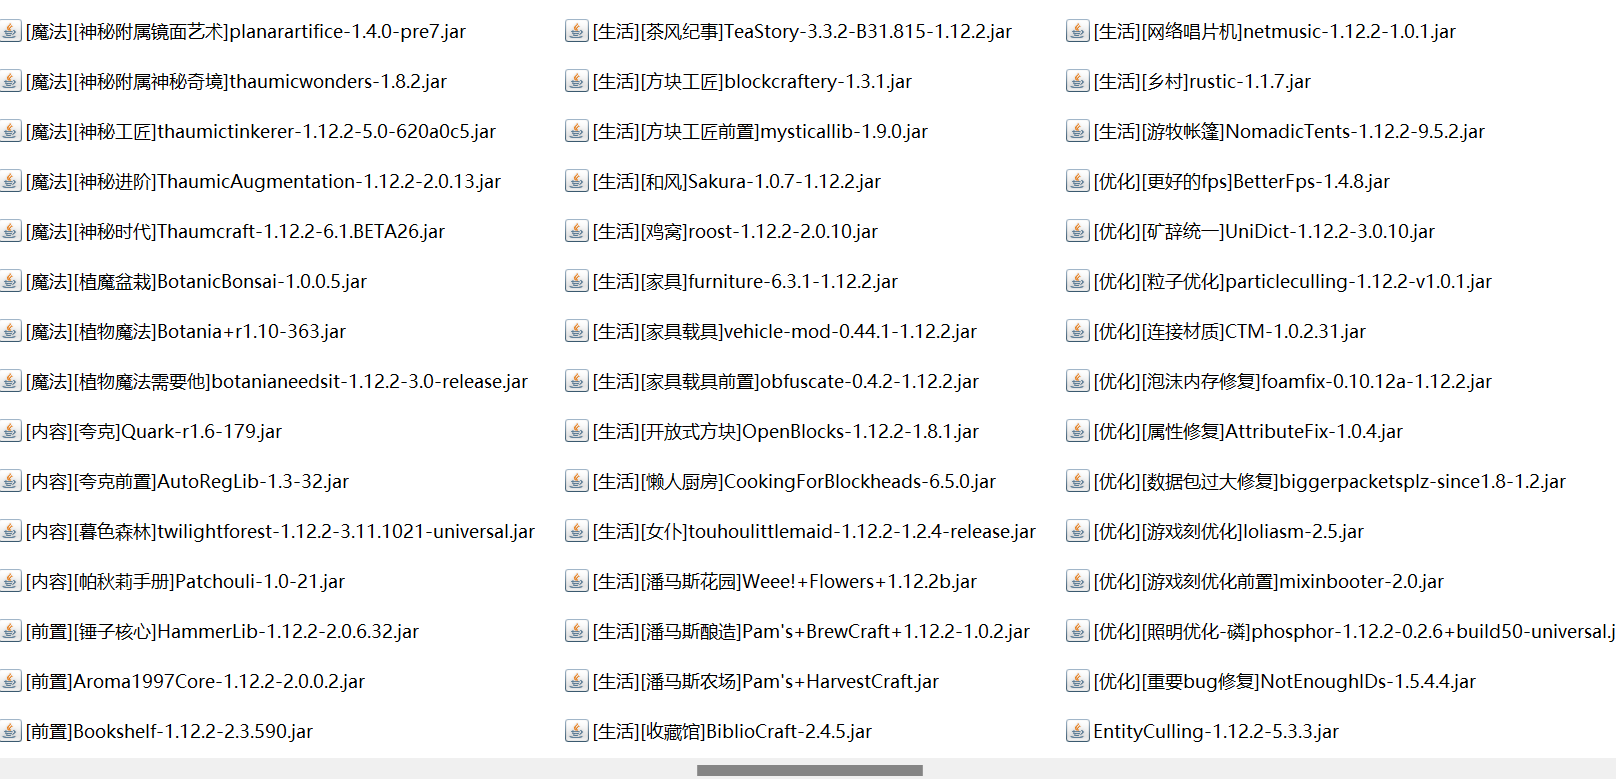 [魔法][神秘附属镜面艺术]planarartifice-1.4.0-pre7.jar
[魔法][神秘附属神秘奇境]thaumicwonders-1.8.2.jar
[魔法][神秘工匠]thaumictinkerer-1.12.2-5.0-620a0c5.jar
[魔法][神秘进阶]ThaumicAugmentation-1.12.2-2.0.13.jar
[魔法][神秘时代]Thaumcraft-1.12.2-6.1.BETA26.jar
[魔法][植魔盆栽]BotanicBonsai-1.0.0.5.jar
[魔法][植物魔法]Botania+r1.10-363.jar
[魔法][植物魔法需要他]botanianeedsit-1.12.2-3.0-release.jar
[内容][夸克]Quark-r1.6-179.jar
[内容][夸克前置]AutoRegLib-1.3-32.jar
[内容][暮色森林]twilightforest-1.12.2-3.11.1021-universal.jar
[内容][帕秋莉手册]Patchouli-1.0-21.jar
[前置][锤子核心]HammerLib-1.12.2-2.0.6.32.jar
[前置]Aroma1997Core-1.12.2-2.0.0.2.jar
[前置]Bookshelf-1.12.2-2.3.590.jar
[生活][茶风纪事]TeaStory-3.3.2-B31.815-1.12.2.jar
[生活][方块工匠]blockcraftery-1.3.1.jar
[生活][方块工匠前置]mysticallib-1.9.0.jar
[生活][和风]Sakura-1.0.7-1.12.2.jar
[生活][鸡窝]roost-1.12.2-2.0.10.jar
[生活][家具]furniture-6.3.1-1.12.2.jar
[生活][家具载具]vehicle-mod-0.44.1-1.12.2.jar
[生活][家具载具前置]obfuscate-0.4.2-1.12.2.jar
[生活][开放式方块]OpenBlocks-1.12.2-1.8.1.jar
[生活][懒人厨房]CookingForBlockheads-6.5.0.jar
[生活][女仆]touhoulittlemaid-1.12.2-1.2.4-release.jar
[生活][潘马斯花园]Weee!+Flowers+1.12.2b.jar
[生活][潘马斯酿造]Pam's+BrewCraft+1.12.2-1.0.2.jar
[生活][潘马斯农场]Pam's+HarvestCraft.jar
[生活][收藏馆]BiblioCraft-2.4.5.jar
[生活][网络唱片机]netmusic-1.12.2-1.0.1.jar
[生活][乡村]rustic-1.1.7.jar
[生活][游牧帐篷]NomadicTents-1.12.2-9.5.2.jar
[优化][更好的fps]BetterFps-1.4.8.jar
[优化][矿辞统一]UniDict-1.12.2-3.0.10.jar
[优化][粒子优化]particleculling-1.12.2-v1.0.1.jar
[优化][连接材质]CTM-1.0.2.31.jar
[优化][泡沫内存修复]foamfix-0.10.12a-1.12.2.jar
[优化][属性修复]AttributeFix-1.0.4.jar
[优化][数据包过大修复]biggerpacketsplz-since1.8-1.2.jar
[优化][游戏刻优化]loliasm-2.5.jar
[优化][游戏刻优化前置]mixinbooter-2.0.jar
[优化][照明优化-磷]phosphor-1.12.2-0.2.6+build50-universal.j
[优化][重要bug修复]NotEnoughIDs-1.5.4.4.jar
EntityCulling-1.12.2-5.3.3.jar